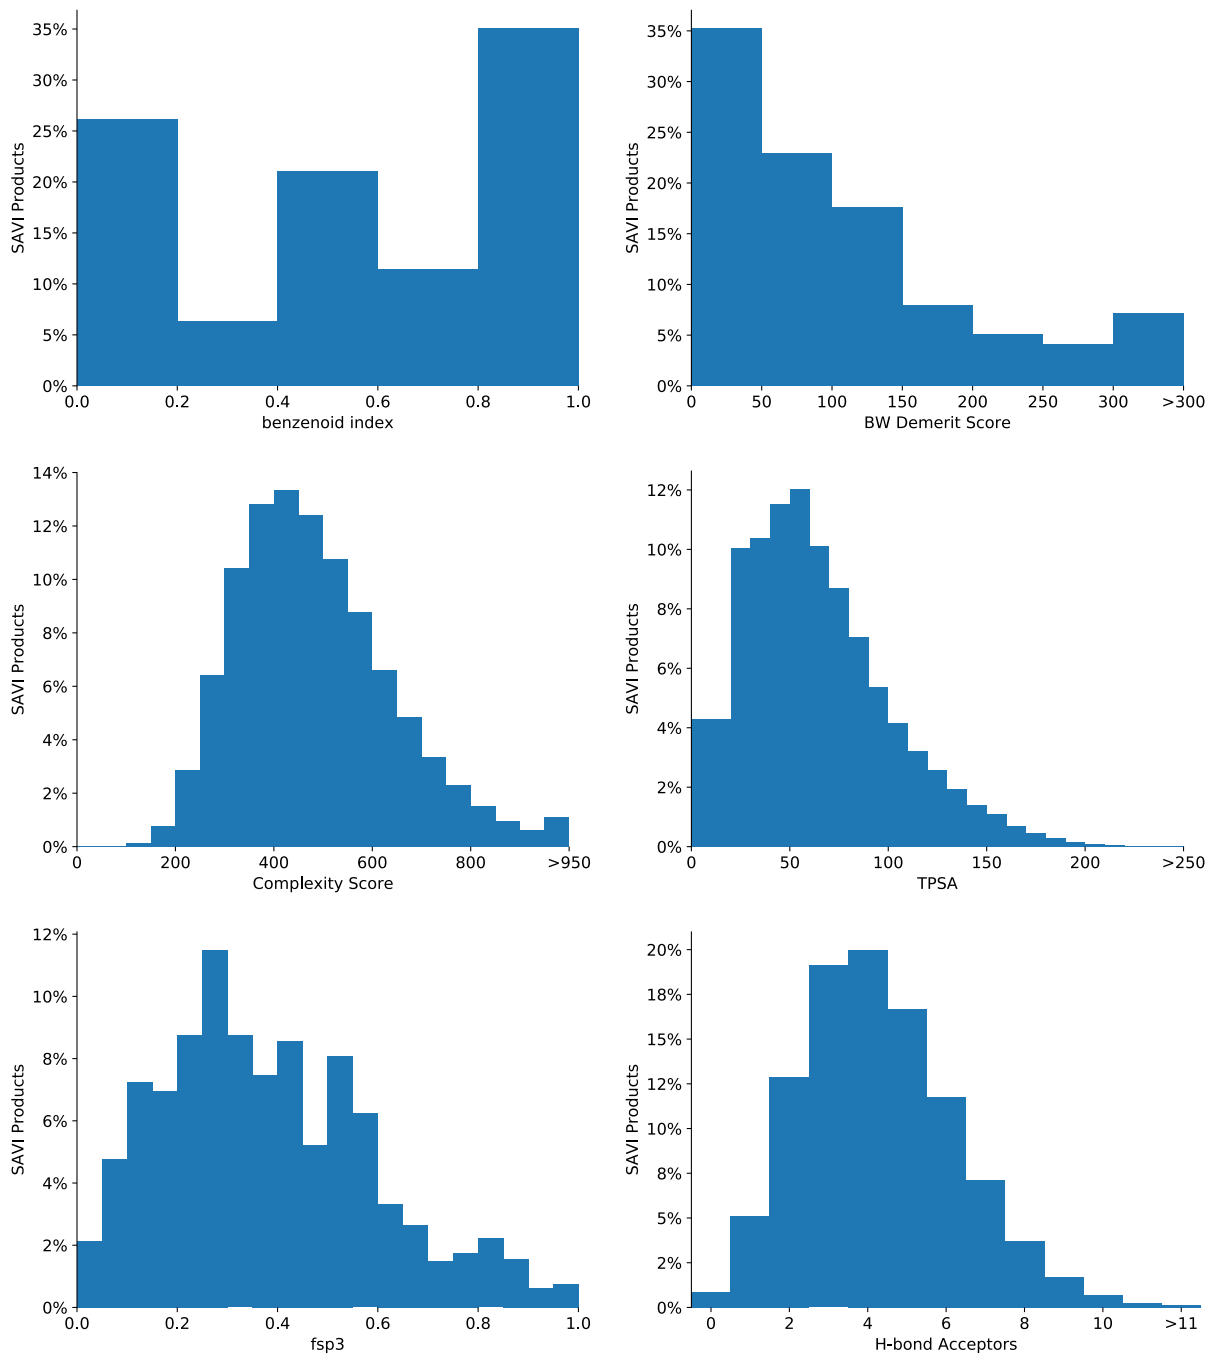 35%
30%
25%
20%
15%
10%
5%
0%
SAVI Products
0.0 0.2 0.4 0.6 0.8 1.0
benzenoid index
35%
30%
25%
20%
15%
10%
5%
0%
SAVI Products
0 50 100 150 200 250 300 >300
BW Demerit Score
14%
12%
10%
8%
6%
4%
2%
0%
SAVI Products
0 200 400 600 800 >950
Complexity Score
12%
10%
8%
6%
4%
2%
0%
SAVI Products
0 50 100 150 200 >250
TPSA
12%
10%
8%
6%
4%
2%
0%
SAVI Products
0.0 0.2 0.4 0.6 0.8 1.0
fsp3
20%
18%
15%
12%
10%
8%
5%
2%
0%
SAVI Products
0 2 4 6 8 10 >11
H-bond Acceptors